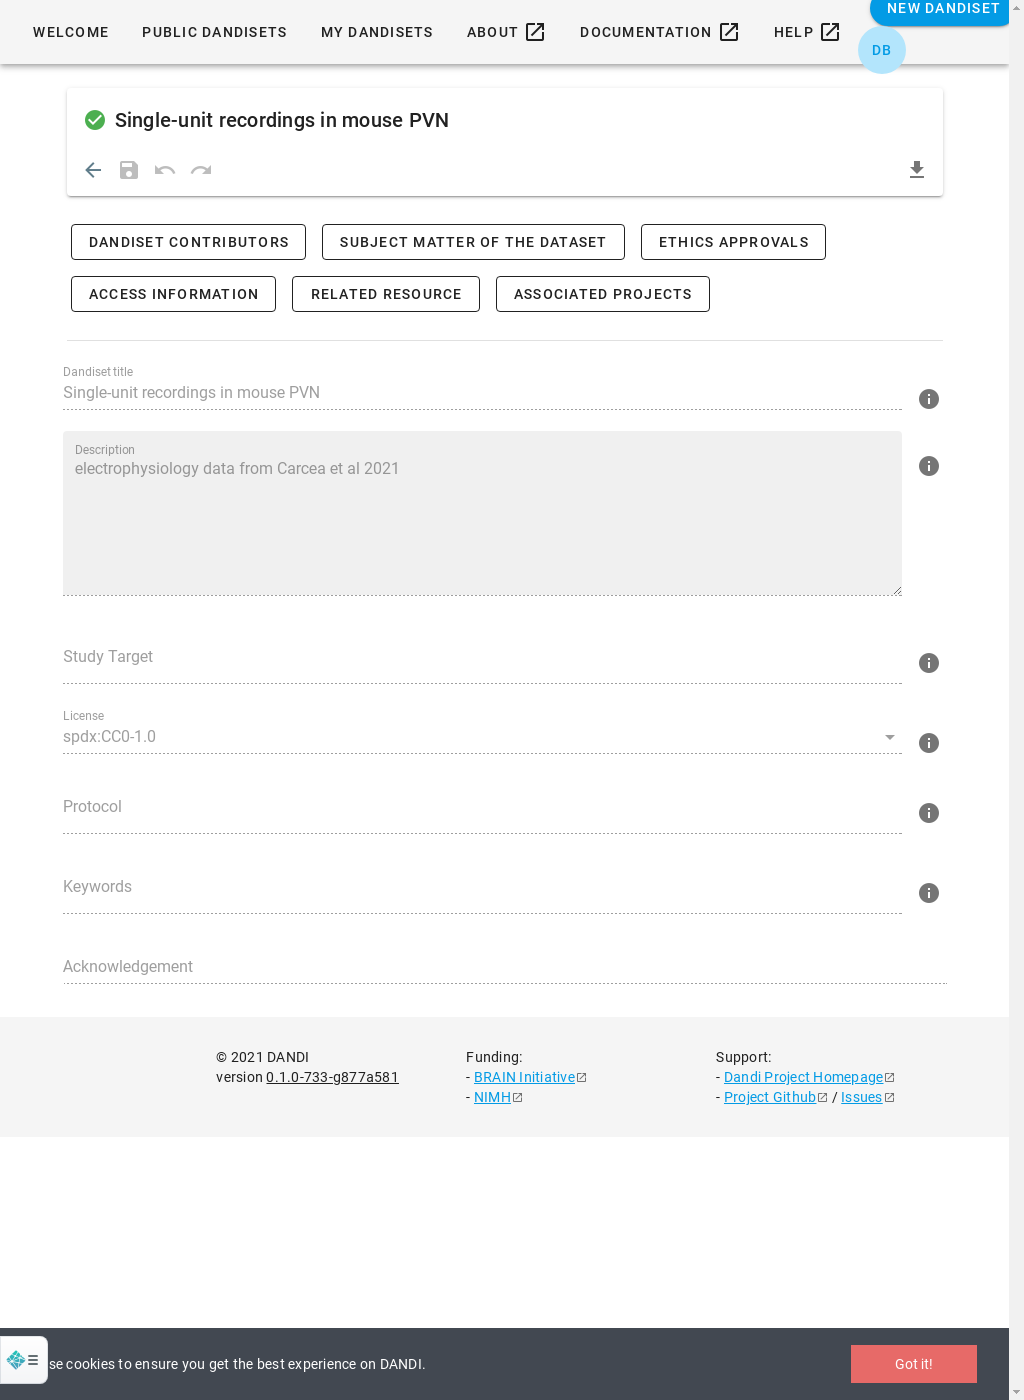 NEW DANDISET
WELCOME PUBLIC DANDISETS MY DANDISETS ABOUT DOCUMENTATION HELP
DB
Single-unit recordings in mouse PVN
DANDISET CONTRIBUTORS SUBJECT MATTER OF THE DATASET ETHICS APPROVALS
ACCESS INFORMATION RELATED RESOURCE ASSOCIATED PROJECTS
Dandiset title
Single-unit recordings in mouse PVN
Description
electrophysiology data from Carcea et al 2021
Study Target
License
spdx:CC0-1.0
Protocol
Keywords
Acknowledgement
© 2021 DANDI
version 0.1.0-733-g877a581
Funding:
- BRAIN Initiative
- NIMH
Support:
- Dandi Project Homepage
- Project Github / Issues
se cookies to ensure you get the best experience on DANDI.
Got it!